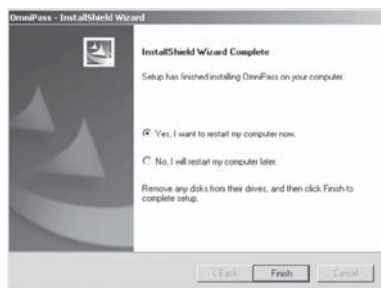 OmniPass - InstallShield Wizard
InstallShield Wizard Complete
Setup has finished installing OmniPass on your computer.
Yes, I want to restart my computer now.
No, I will restart my computer later.
Remove any disks from their drives, and then click Finish to
complete setup.
< Back Finish Cancel